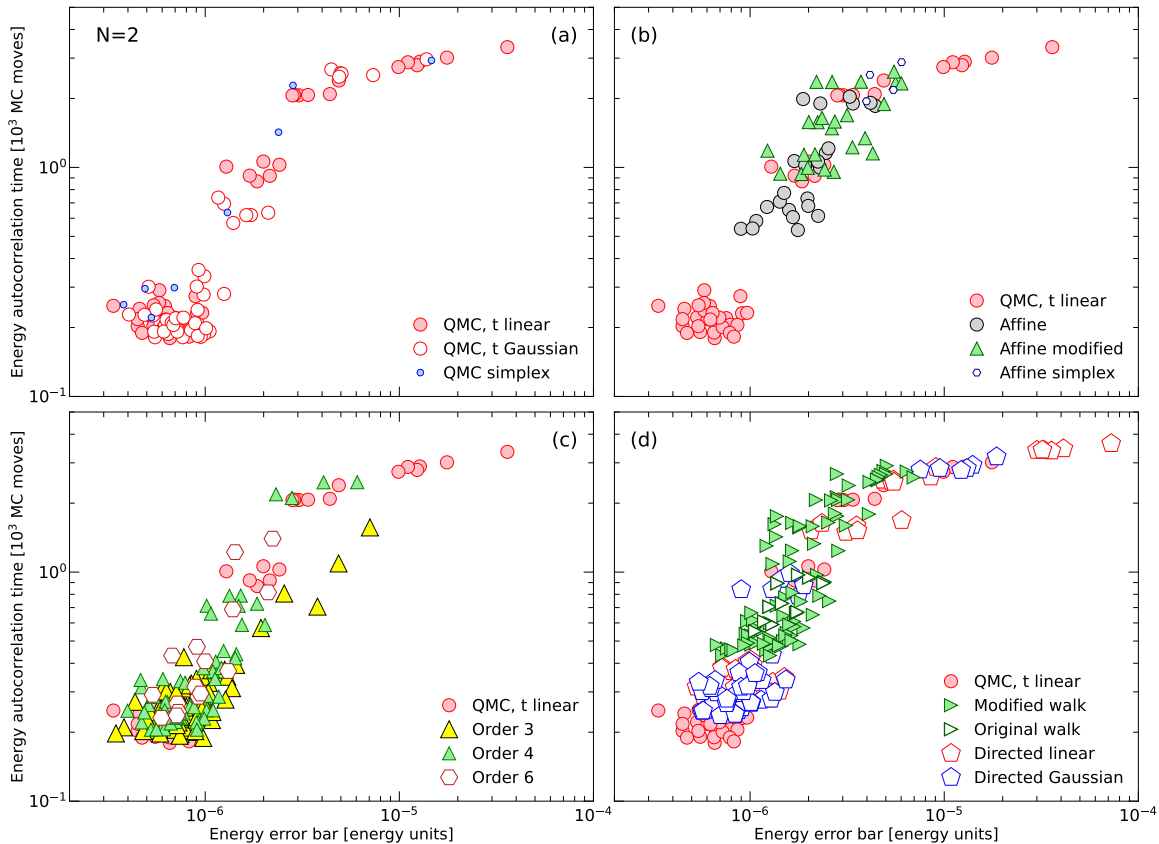 N=2
(a)
Energy autocorrelation time [10³ MC moves]
10⁰
10⁻¹
QMC, t linear
QMC, t Gaussian
QMC simplex
(b)
QMC, t linear
Affine
Affine modified
Affine simplex
(c)
Energy autocorrelation time [10³ MC moves]
10⁰
10⁻¹
QMC, t linear
Order 3
Order 4
Order 6
10⁻⁶
10⁻⁵
Energy error bar [energy units]
(d)
QMC, t linear
Modified walk
Original walk
Directed linear
Directed Gaussian
10⁻⁶
10⁻⁵
10⁻⁴
Energy error bar [energy units]